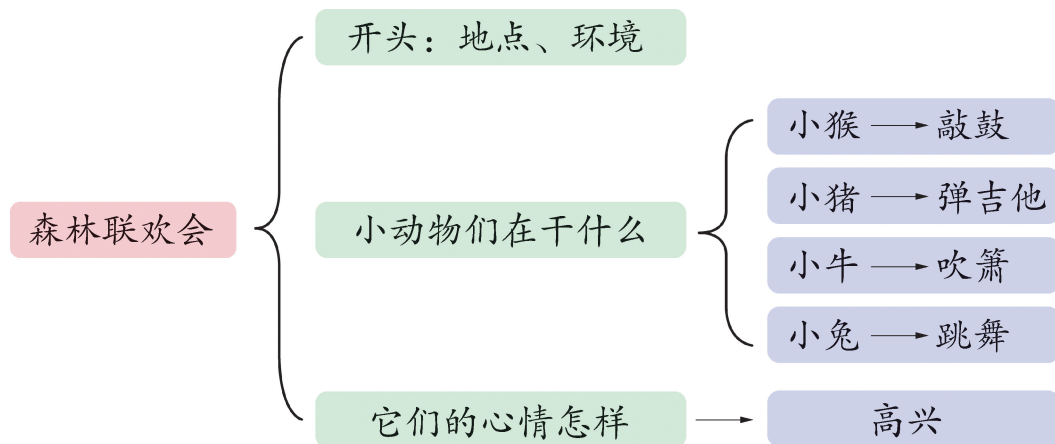 森林联欢会
开头：地点、环境
小动物们在干什么
小猴 → 敲鼓
小猪 → 弹吉他
小牛 → 吹箫
小兔 → 跳舞
它们的心情怎样 → 高兴